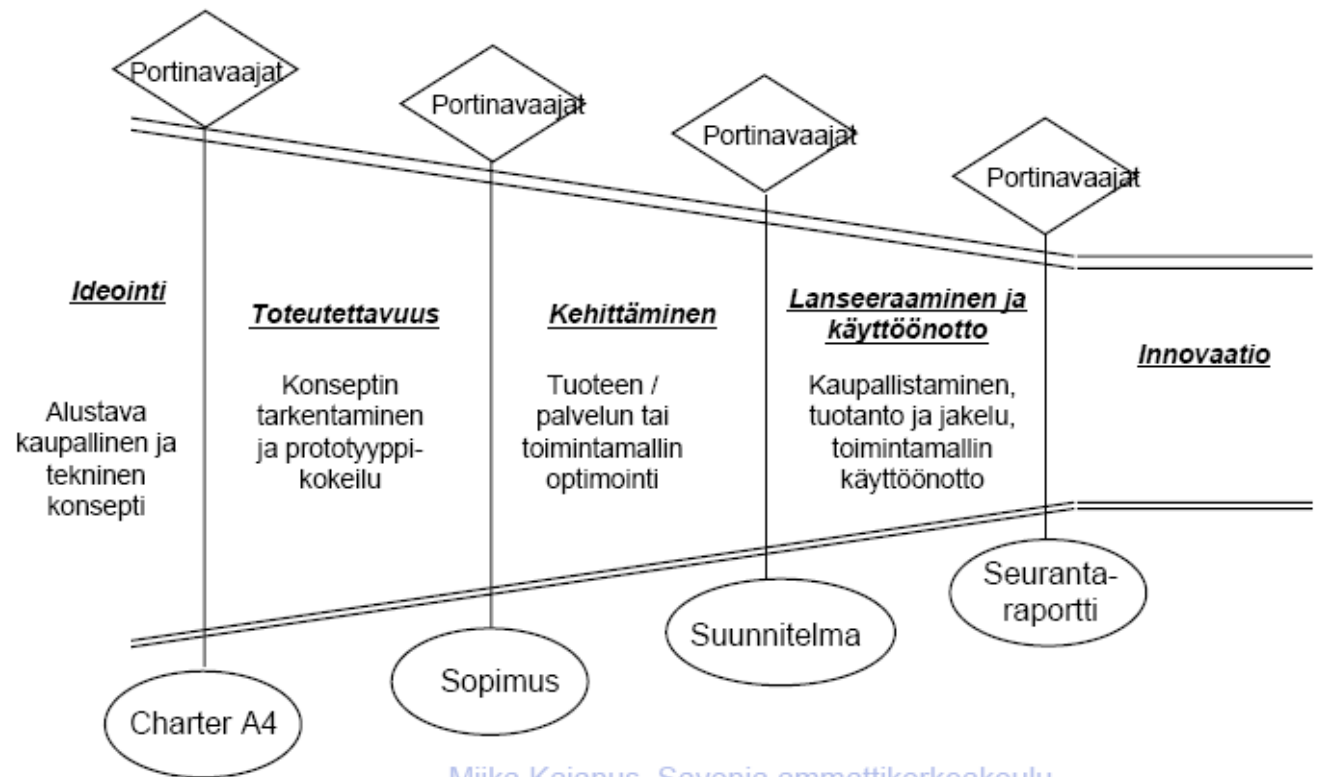 Portinavaajat
Portinavaajat
Portinavaajat
Portinavaajat
Ideointi
Alustava
kaupallinen ja
tekninen
konsepti
Toteutettavuus
Konseptin
tarkentaminen
ja prototyyppi-
kokeilu
Kehittäminen
Tuoteen /
palvelun tai
toimintamallin
optimointi
Lanseeraaminen ja
käyttöönotto
Kaupallistaminen,
tuotanto ja jakelu,
toimintamallin
käyttöönotto
Innovaatio
Charter A4
Sopimus
Suunnitelma
Seuranta-
raportti